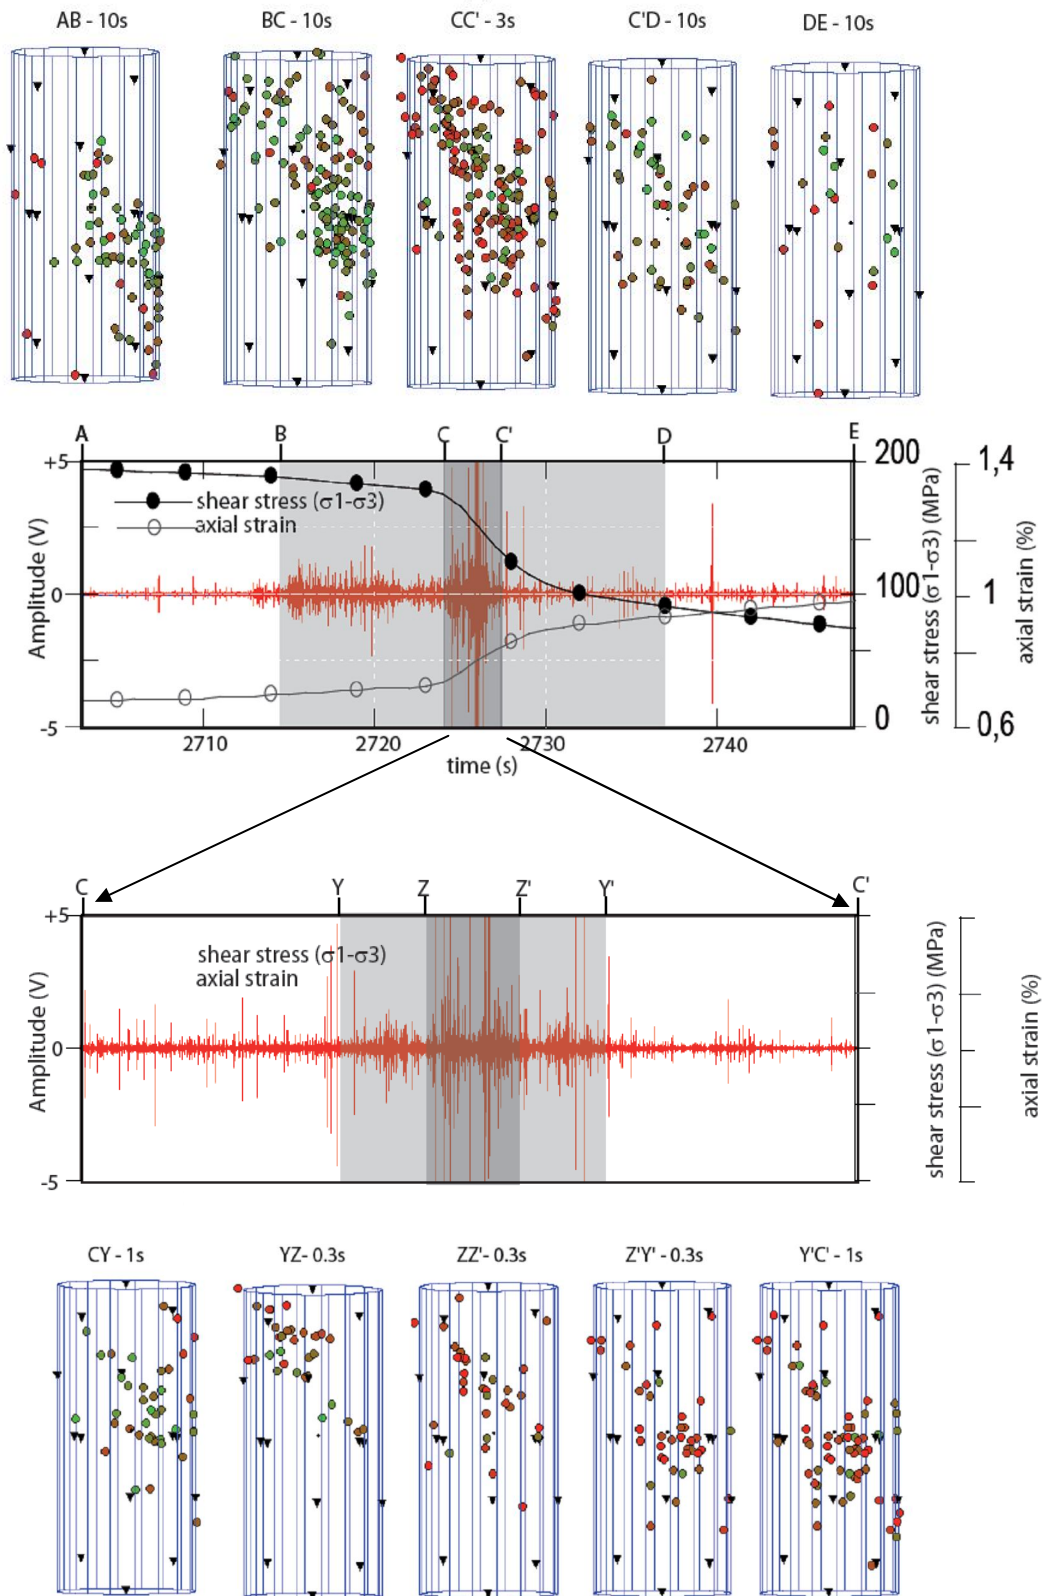 AB - 10s BC - 10s CC' - 3s C'D - 10s DE - 10s
A B C C' D E
+5 200 1,4
shear stress (σ1-σ3)
axial strain
Amplitude (V) 0 100 1 shear stress (σ1-σ3) (MPa) axial strain (%)
-5 0 0,6
2710 2720 2730 2740
time (s)
C Y Z Z' Y' C'
+5
shear stress (σ1-σ3)
axial strain
Amplitude (V) 0 shear stress (σ1-σ3) (MPa) axial strain (%)
-5
CY - 1s YZ- 0.3s ZZ'- 0.3s Z'Y' - 0.3s Y'C' - 1s